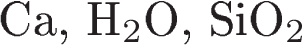 Ca, H₂O, SiO₂